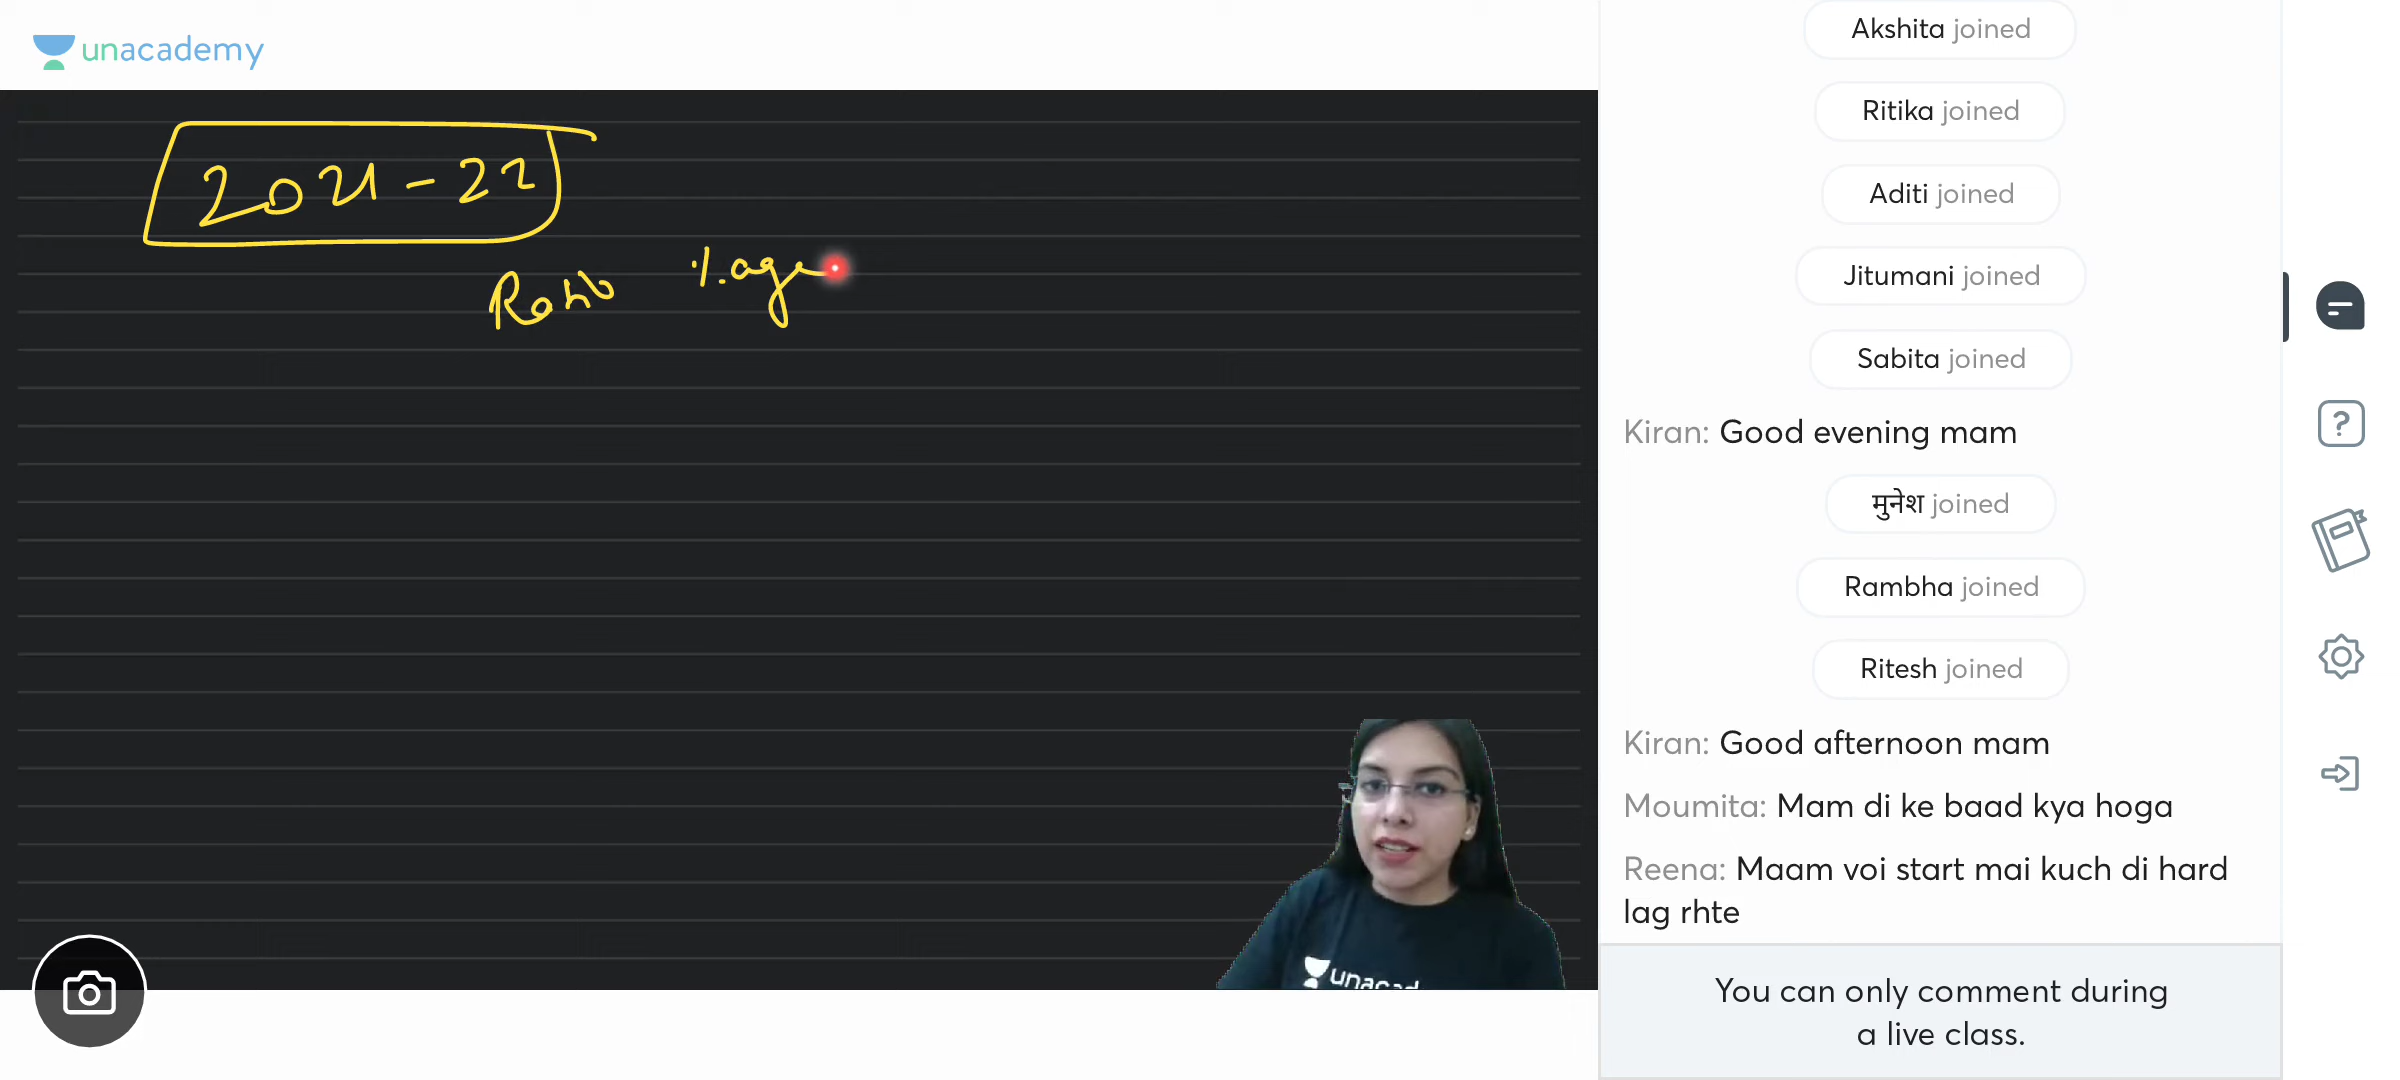 unacademy
2021-22
Ratio %age
unacad
Akshita joined
Ritika joined
Aditi joined
Jitumani joined
Sabita joined
Kiran: Good evening mam
मुनेश joined
Rambha joined
Ritesh joined
Kiran: Good afternoon mam
Moumita: Mam di ke baad kya hoga
Reena: Maam voi start mai kuch di hard
lag rhte
You can only comment during
a live class.